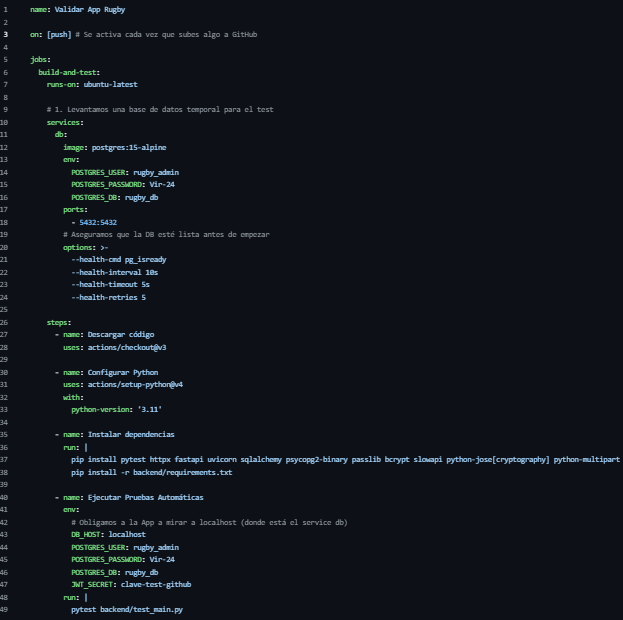 1 name: Validar App Rugby
2
3 on: [push] # Se activa cada vez que subes algo a GitHub
4
5 jobs:
6   build-and-test:
7     runs-on: ubuntu-latest
8
9     # 1. Levantamos una base de datos temporal para el test
10     services:
11       db:
12         image: postgres:15-alpine
13         env:
14           POSTGRES_USER: rugby_admin
15           POSTGRES_PASSWORD: Vir-24
16           POSTGRES_DB: rugby_db
17         ports:
18           - 5432:5432
19         # Aseguramos que la DB esté lista antes de empezar
20         options: >-
21           --health-cmd pg_isready
22           --health-interval 10s
23           --health-timeout 5s
24           --health-retries 5
25
26     steps:
27       - name: Descargar código
28         uses: actions/checkout@v3
29
30       - name: Configurar Python
31         uses: actions/setup-python@v4
32         with:
33           python-version: '3.11'
34
35       - name: Instalar dependencias
36         run: |
37           pip install pytest httpx fastapi uvicorn sqlalchemy psycopg2-binary passlib bcrypt slowapi python-jose[cryptography] python-multipart
38           pip install -r backend/requirements.txt
39
40       - name: Ejecutar Pruebas Automáticas
41         env:
42           # Obligamos a la App a mirar a localhost (donde está el service db)
43           DB_HOST: localhost
44           POSTGRES_USER: rugby_admin
45           POSTGRES_PASSWORD: Vir-24
46           POSTGRES_DB: rugby_db
47           JWT_SECRET: clave-test-github
48         run: |
49           pytest backend/test_main.py